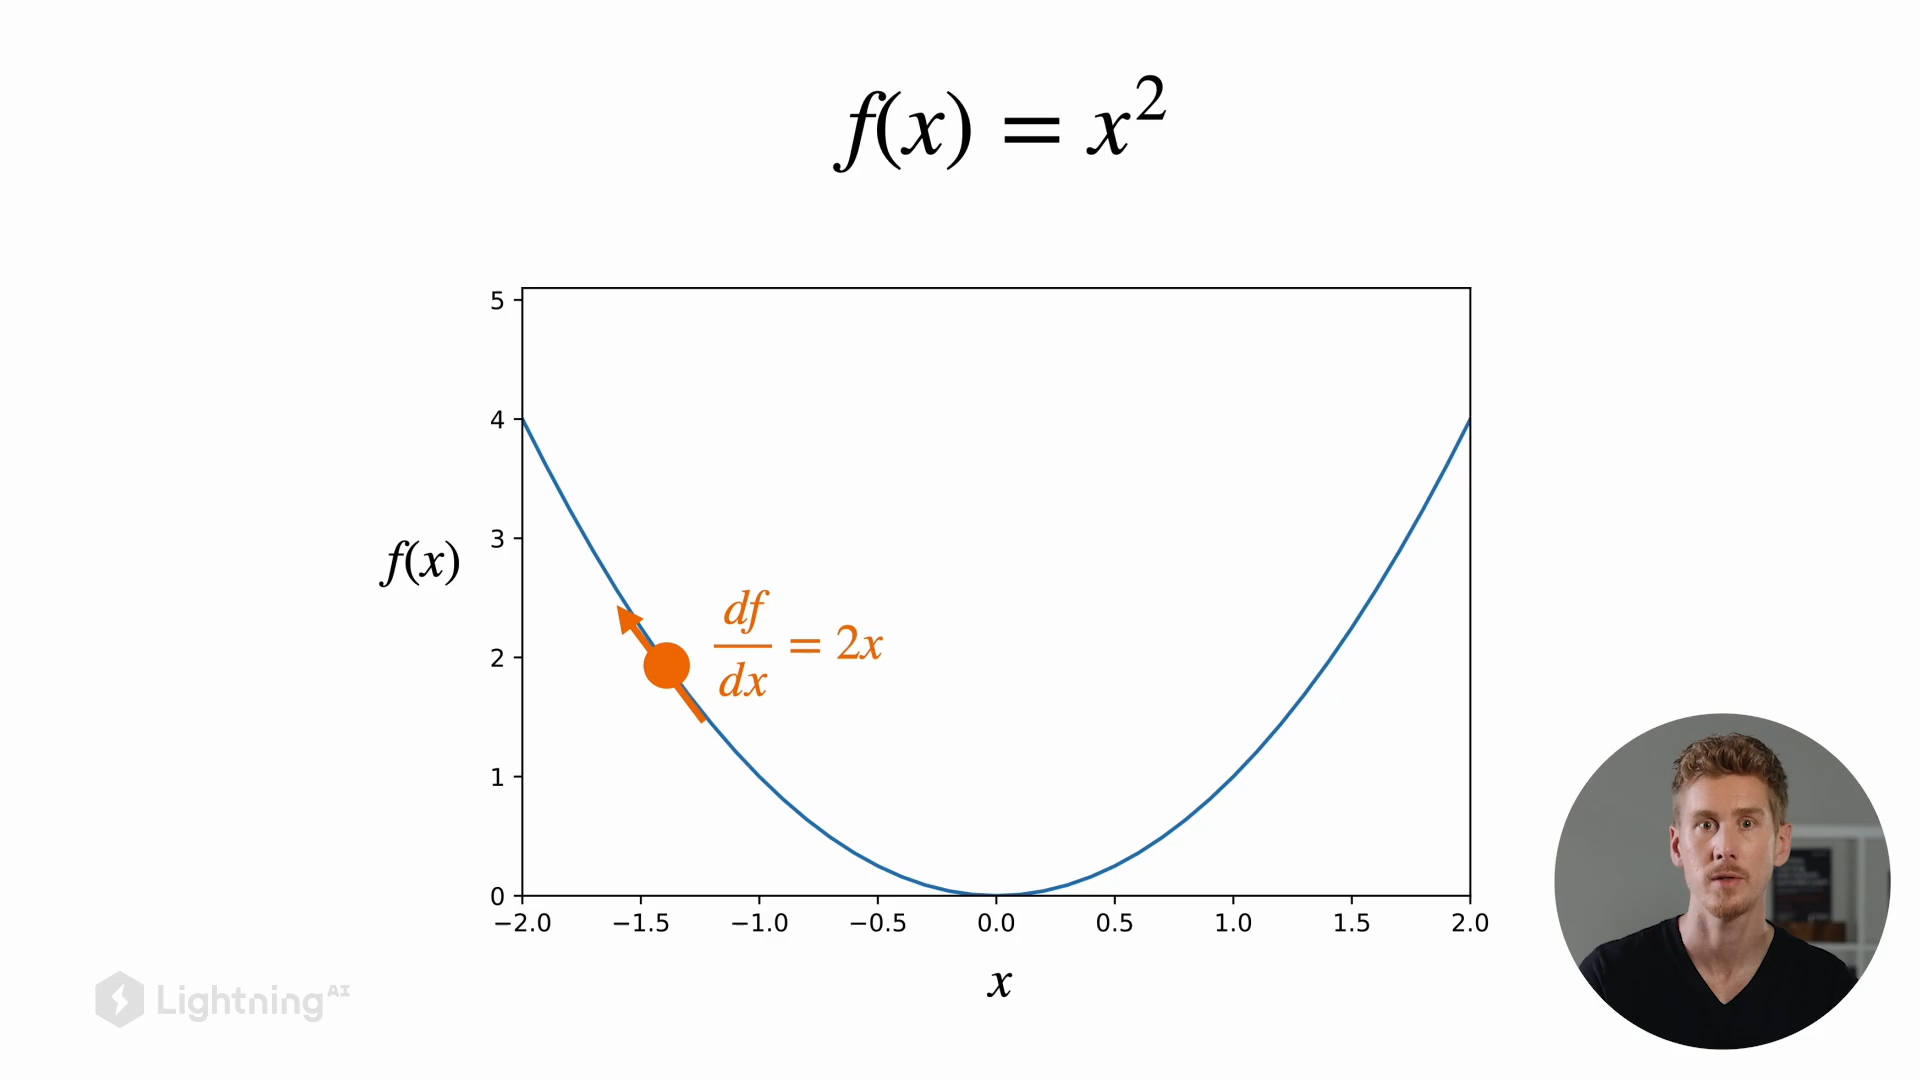 f(x) = x²
5
4
3
2
1
0
f(x)
df/dx = 2x
−2.0 −1.5 −1.0 −0.5 0.0 0.5 1.0 1.5 2.0
x
Lightning AI